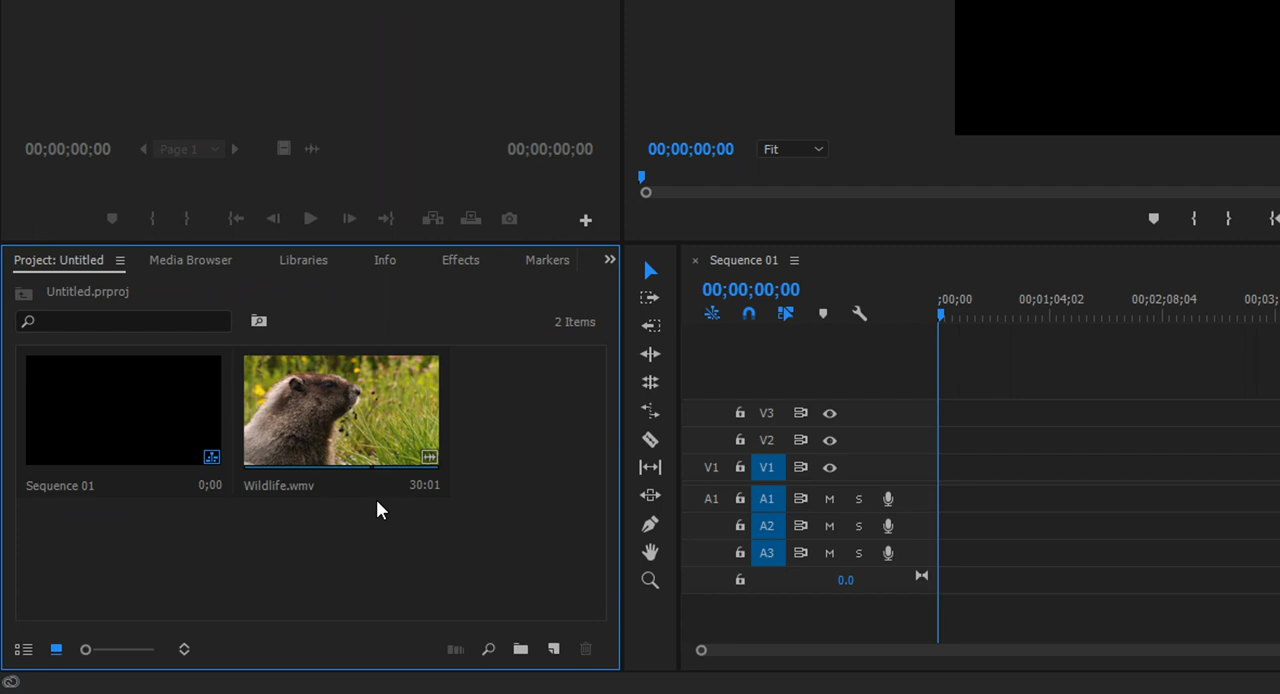 00;00;00;00 Page 1 00;00;00;00
00;00;00;00 Fit
Project: Untitled Media Browser Libraries Info Effects Markers
Untitled.prproj
2 Items
Sequence 01 0;00
Wildlife.wmv 30:01
× Sequence 01
00;00;00;00
;00;00 00;01;04;02 00;02;08;04 00;03;
V3
V2
V1 V1
A1 A1 M S
A2 M S
A3 M S
0.0